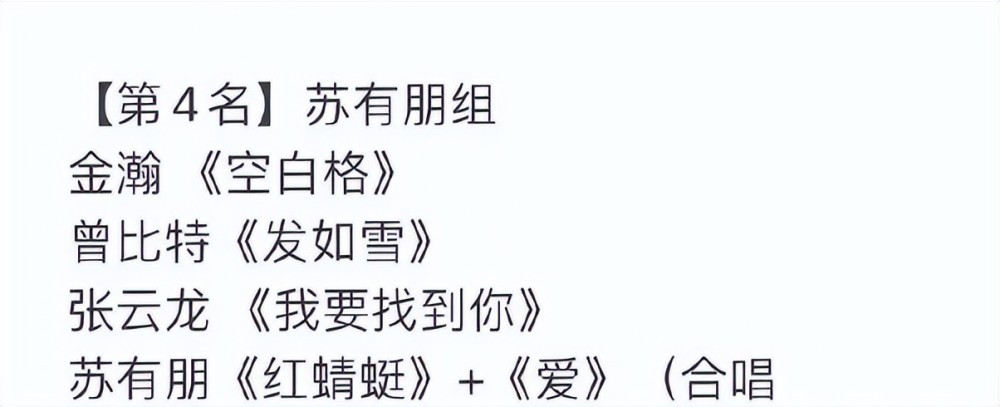 【第4名】苏有朋组
金瀚 《空白格》
曾比特《发如雪》
张云龙 《我要找到你》
苏有朋《红蜻蜓》+《爱》 (合唱